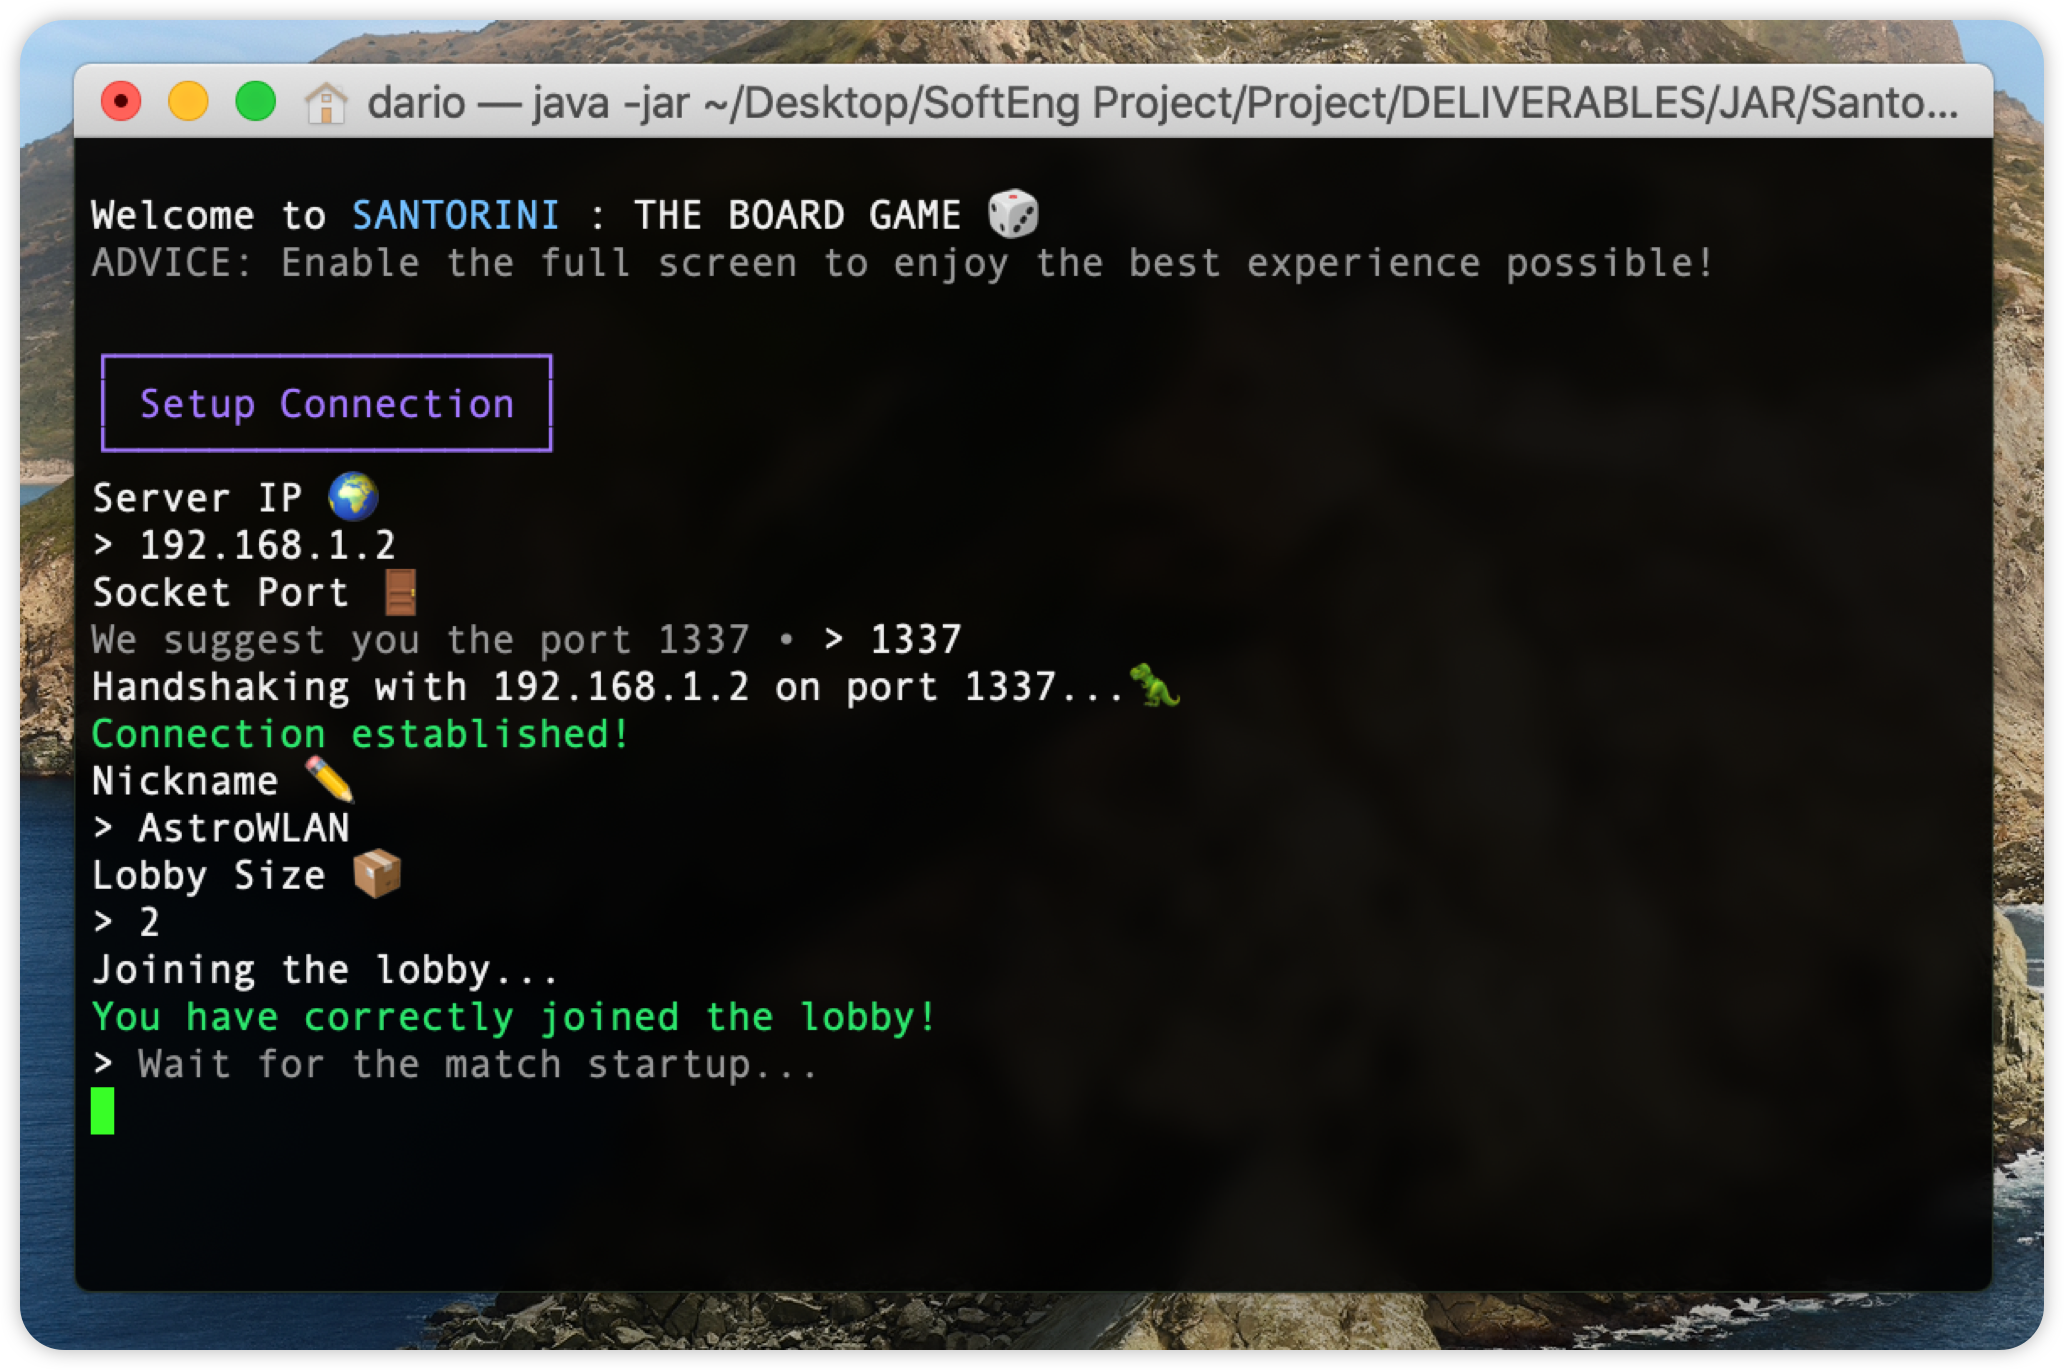 dario — java -jar ~/Desktop/SoftEng Project/Project/DELIVERABLES/JAR/Santo...
Welcome to SANTORINI : THE BOARD GAME 🎲
ADVICE: Enable the full screen to enjoy the best experience possible!
Setup Connection
Server IP 🌍
> 192.168.1.2
Socket Port 🚪
We suggest you the port 1337 • > 1337
Handshaking with 192.168.1.2 on port 1337...🦖
Connection established!
Nickname ✏️
> AstroWLAN
Lobby Size 📦
> 2
Joining the lobby...
You have correctly joined the lobby!
> Wait for the match startup...